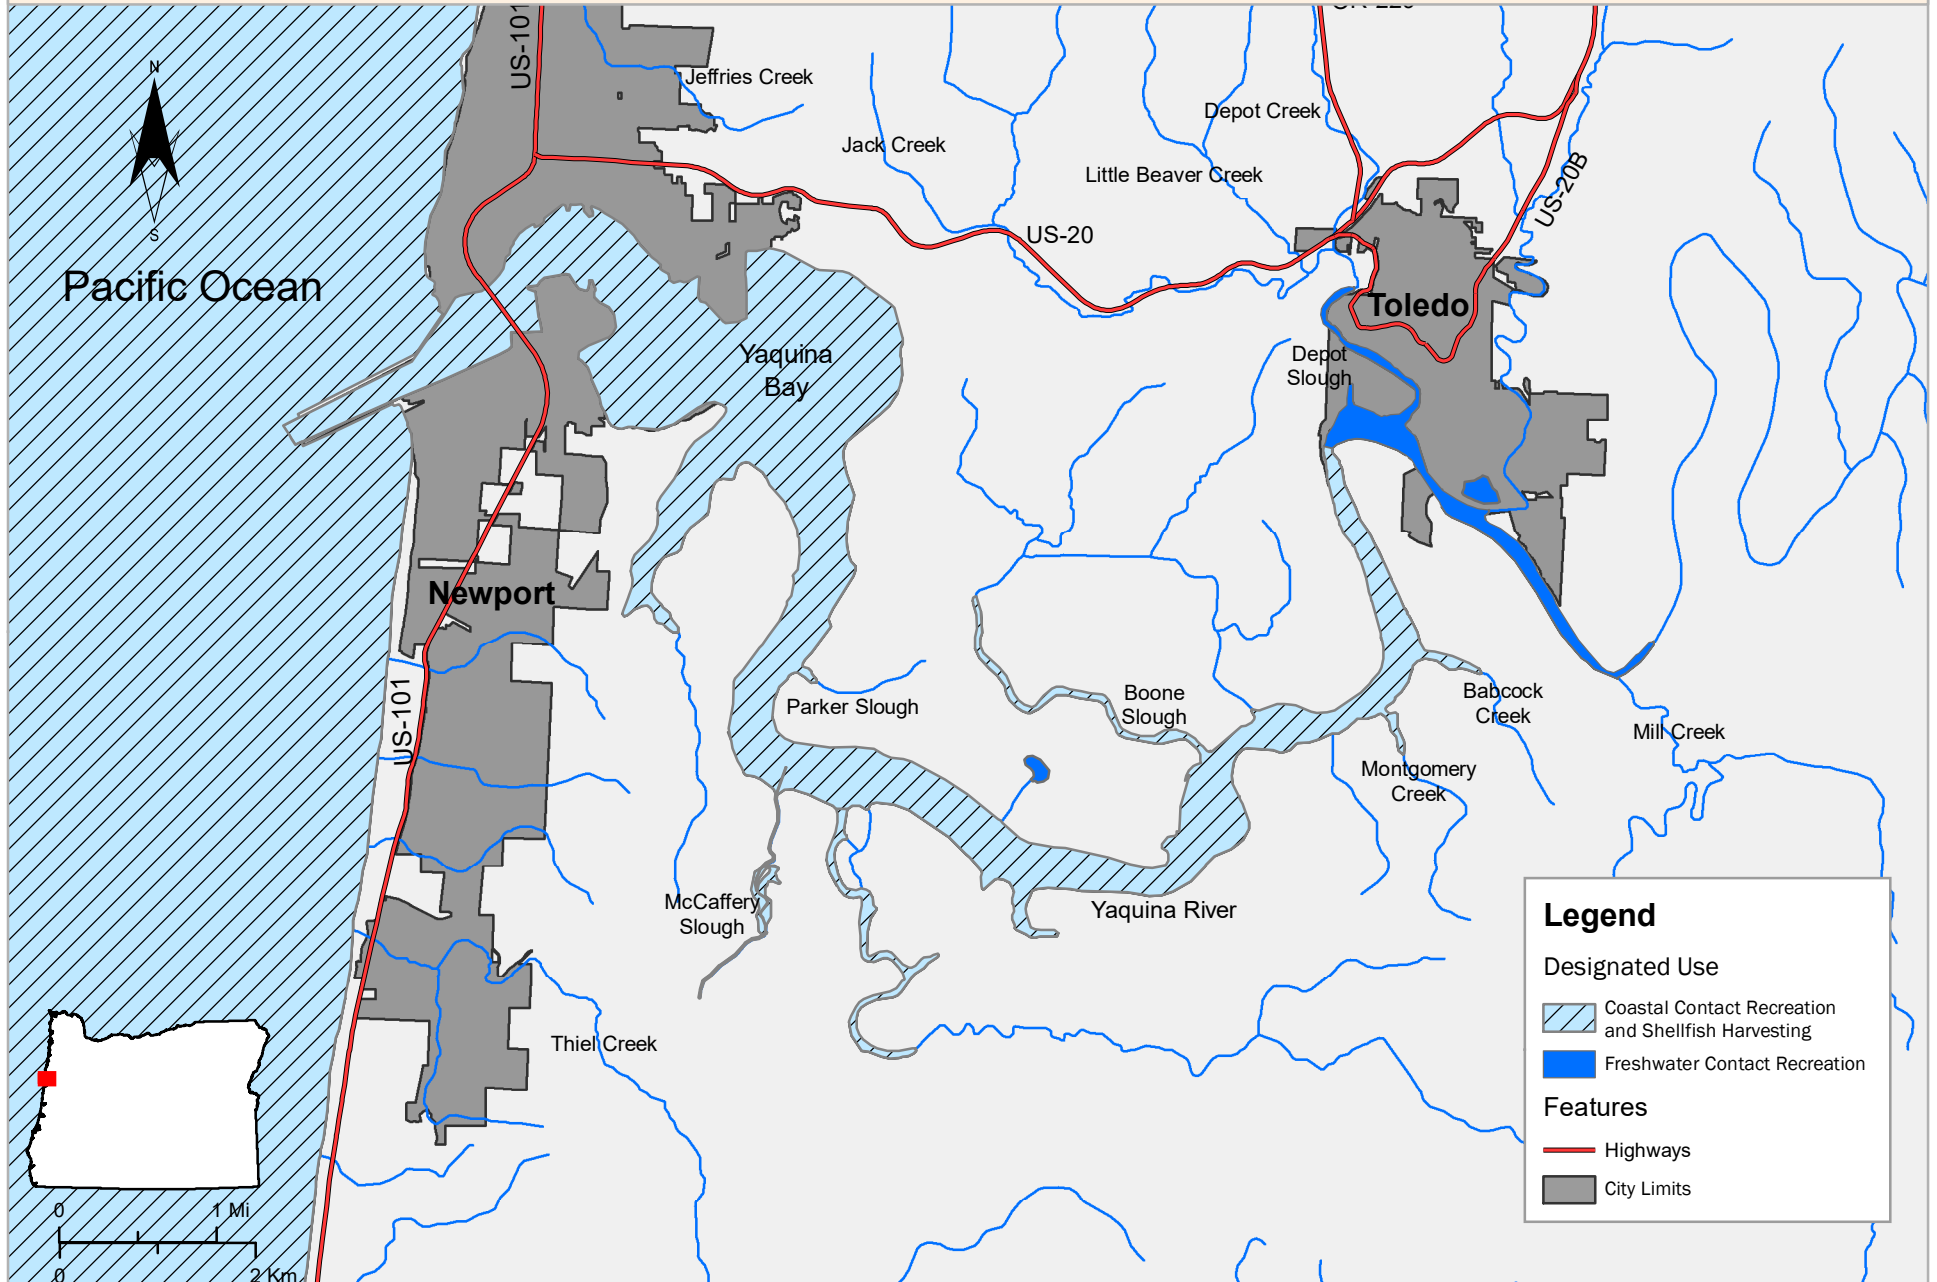 US-101
Jeffries Creek
Depot Creek
Jack Creek
Little Beaver Creek
US-20B
US-20
N
S
Pacific Ocean
Toledo
Yaquina
Bay
Depot
Slough
Newport
US-101
Parker Slough
Boone
Slough
Babcock
Creek
Mill Creek
Montgomery
Creek
McCaffery
Slough
Yaquina River
Thiel Creek
Legend
Designated Use
Coastal Contact Recreation
and Shellfish Harvesting
Freshwater Contact Recreation
Features
Highways
City Limits
0 1 Mi
0 2 Km